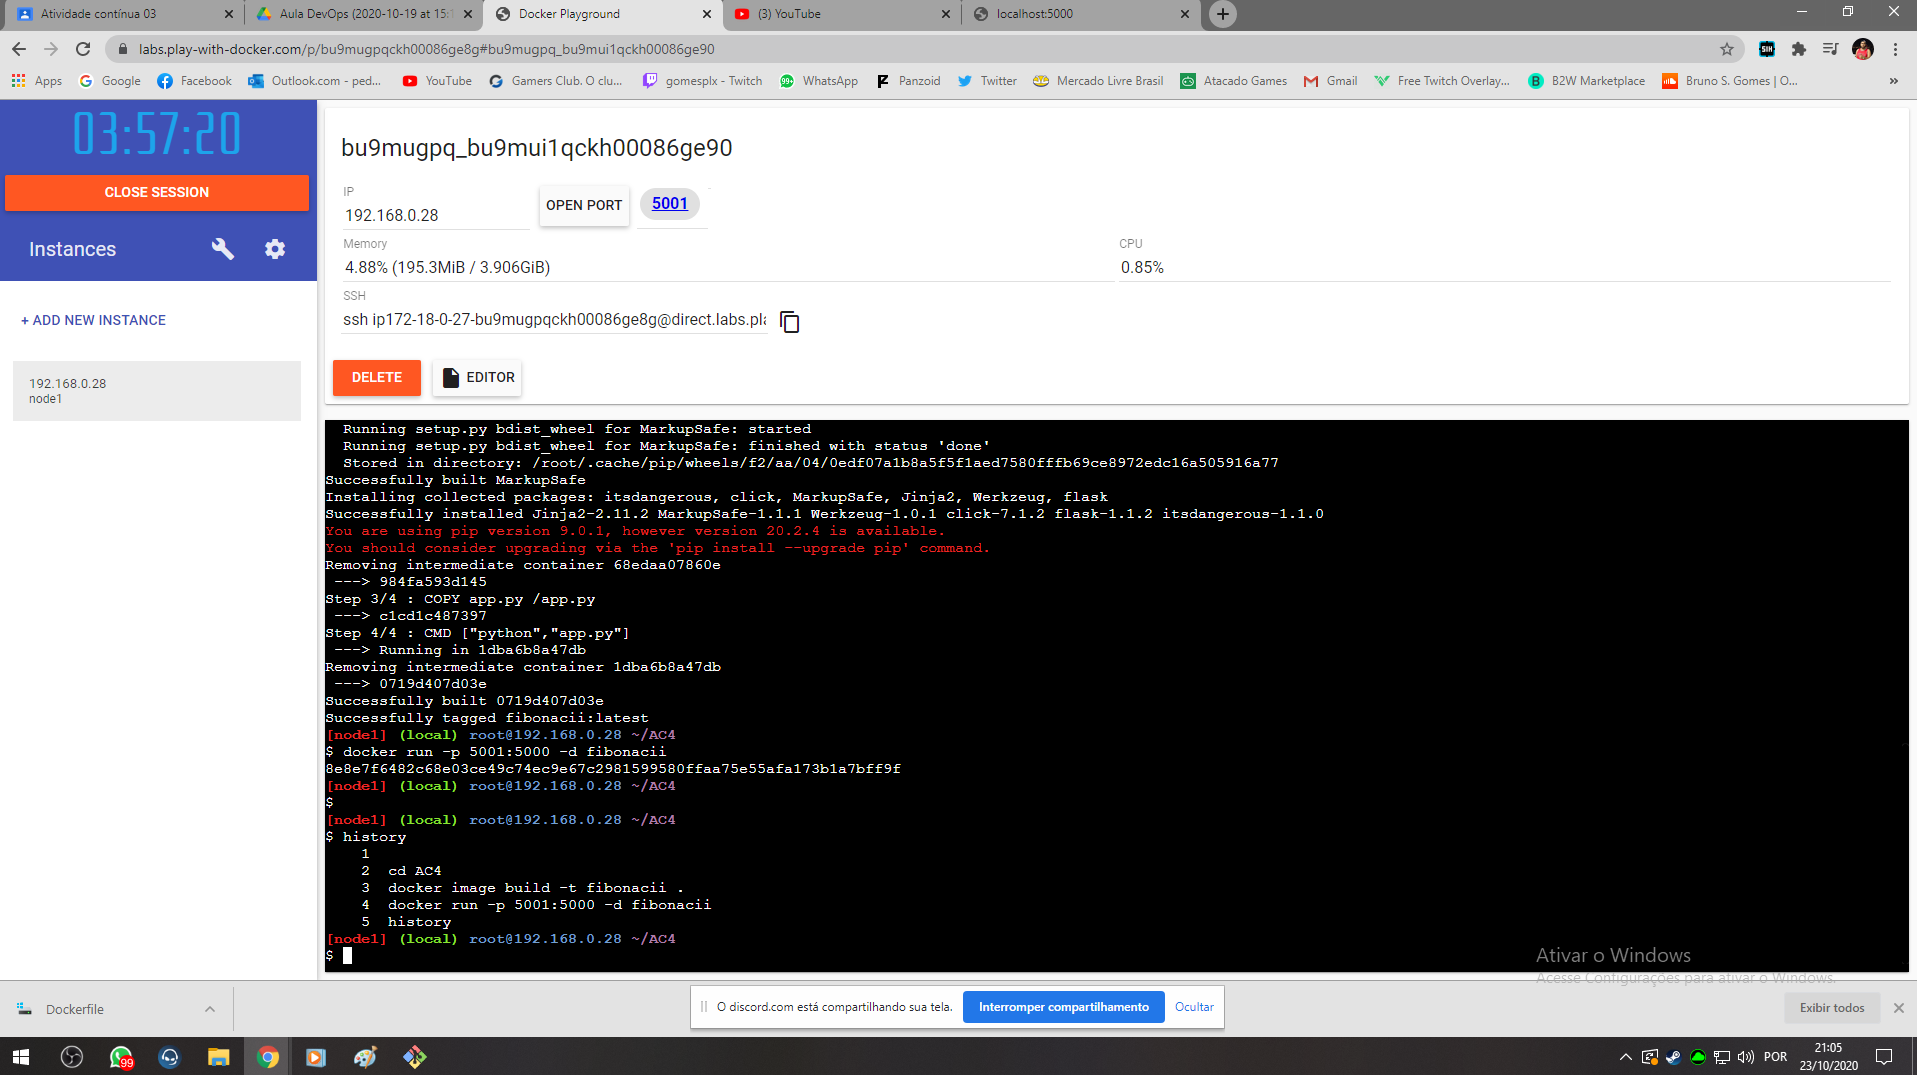 Atividade contínua 03
Aula DevOps (2020-10-19 at 15:1
Docker Playground
(3) YouTube
localhost:5000
labs.play-with-docker.com/p/bu9mugpqckh00086ge8g#bu9mugpq_bu9mui1qckh00086ge90
Apps
Google
Facebook
Outlook.com - ped...
YouTube
Gamers Club. O clu...
gomesplx - Twitch
WhatsApp
Panzoid
Twitter
Mercado Livre Brasil
Atacado Games
Gmail
Free Twitch Overlay...
B2W Marketplace
Bruno S. Gomes | O...
»
03:57:20
CLOSE SESSION
Instances
+ ADD NEW INSTANCE
192.168.0.28
node1
bu9mugpq_bu9mui1qckh00086ge90
IP
192.168.0.28
OPEN PORT
5001
Memory
4.88% (195.3MiB / 3.906GiB)
CPU
0.85%
SSH
ssh ip172-18-0-27-bu9mugpqckh00086ge8g@direct.labs.pla
DELETE
EDITOR
Running setup.py bdist_wheel for MarkupSafe: started
Running setup.py bdist_wheel for MarkupSafe: finished with status 'done'
Stored in directory: /root/.cache/pip/wheels/f2/aa/04/0edf07a1b8a5f5f1aed7580fffb69ce8972edc16a505916a77
Successfully built MarkupSafe
Installing collected packages: itsdangerous, click, MarkupSafe, Jinja2, Werkzeug, flask
Successfully installed Jinja2-2.11.2 MarkupSafe-1.1.1 Werkzeug-1.0.1 click-7.1.2 flask-1.1.2 itsdangerous-1.1.0
You are using pip version 9.0.1, however version 20.2.4 is available.
You should consider upgrading via the 'pip install --upgrade pip' command.
Removing intermediate container 68edaa07860e
---> 984fa593d145
Step 3/4 : COPY app.py /app.py
---> c1cd1c487397
Step 4/4 : CMD ["python","app.py"]
---> Running in 1dba6b8a47db
Removing intermediate container 1dba6b8a47db
---> 0719d407d03e
Successfully built 0719d407d03e
Successfully tagged fibonacii:latest
[node1] (local) root@192.168.0.28 ~/AC4
$ docker run -p 5001:5000 -d fibonacii
8e8e7f6482c68e03ce49c74ec9e67c2981599580ffaa75e55afa173b1a7bff9f
[node1] (local) root@192.168.0.28 ~/AC4
$
[node1] (local) root@192.168.0.28 ~/AC4
$ history
1
2 cd AC4
3 docker image build -t fibonacii .
4 docker run -p 5001:5000 -d fibonacii
5 history
[node1] (local) root@192.168.0.28 ~/AC4
$
Ativar o Windows
Acesse Configurações para ativar o Windows.
Dockerfile
O discord.com está compartilhando sua tela.
Interromper compartilhamento
Ocultar
Exibir todos
99
POR
21:05
23/10/2020